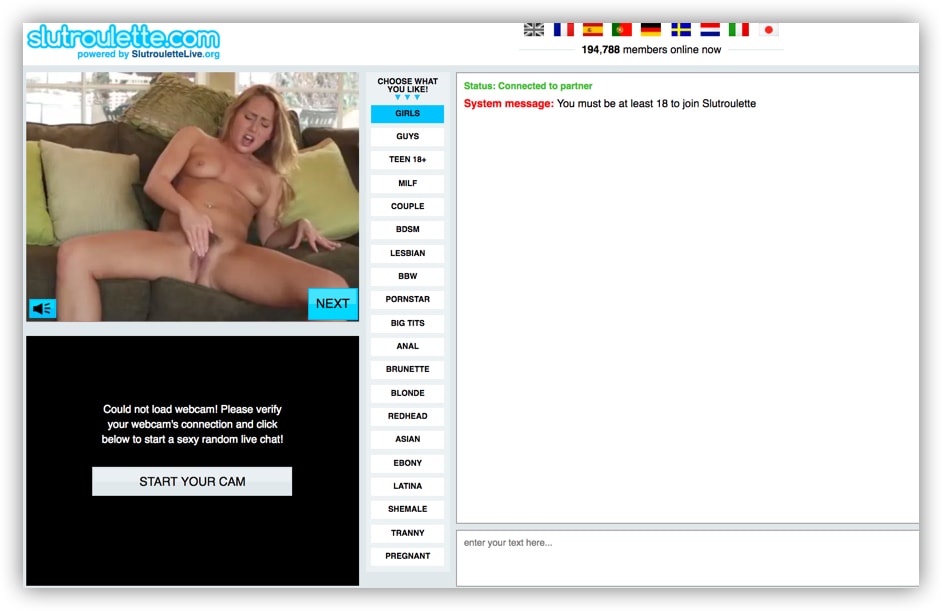 slutroulette.com
powered by SlutrouletteLive.org
194,788 members online now
CHOOSE WHAT
YOU LIKE!
GIRLS
GUYS
TEEN 18+
MILF
COUPLE
BDSM
LESBIAN
BBW
PORNSTAR
BIG TITS
ANAL
BRUNETTE
BLONDE
REDHEAD
ASIAN
EBONY
LATINA
SHEMALE
TRANNY
PREGNANT
NEXT
Could not load webcam! Please verify
your webcam's connection and click
below to start a sexy random live chat!
START YOUR CAM
Status: Connected to partner
System message: You must be at least 18 to join Slutroulette
enter your text here...